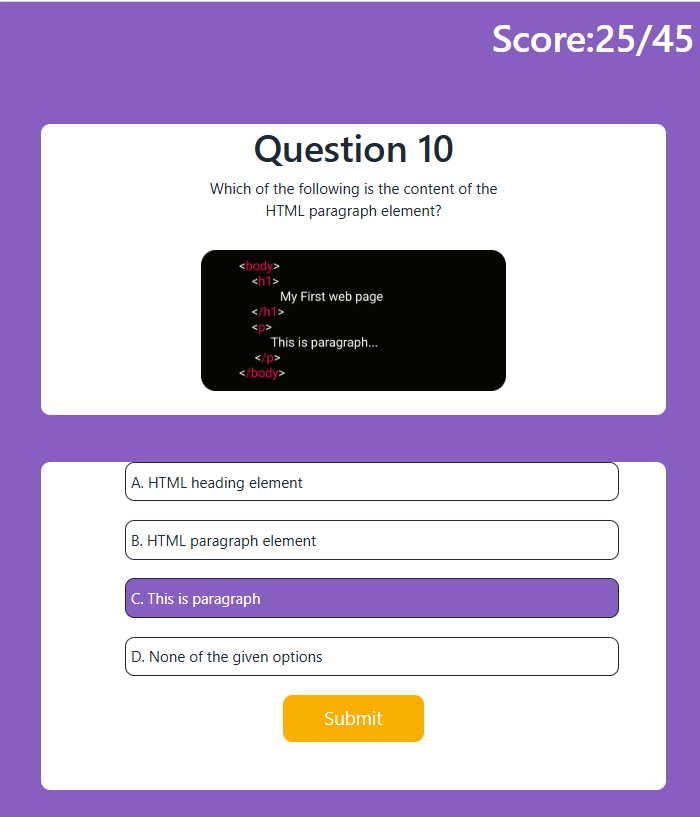 Score:25/45
Question 10
Which of the following is the content of the
HTML paragraph element?
<body>
<h1>
My First web page
</h1>
<p>
This is paragraph...
</p>
</body>
A. HTML heading element
B. HTML paragraph element
C. This is paragraph
D. None of the given options
Submit